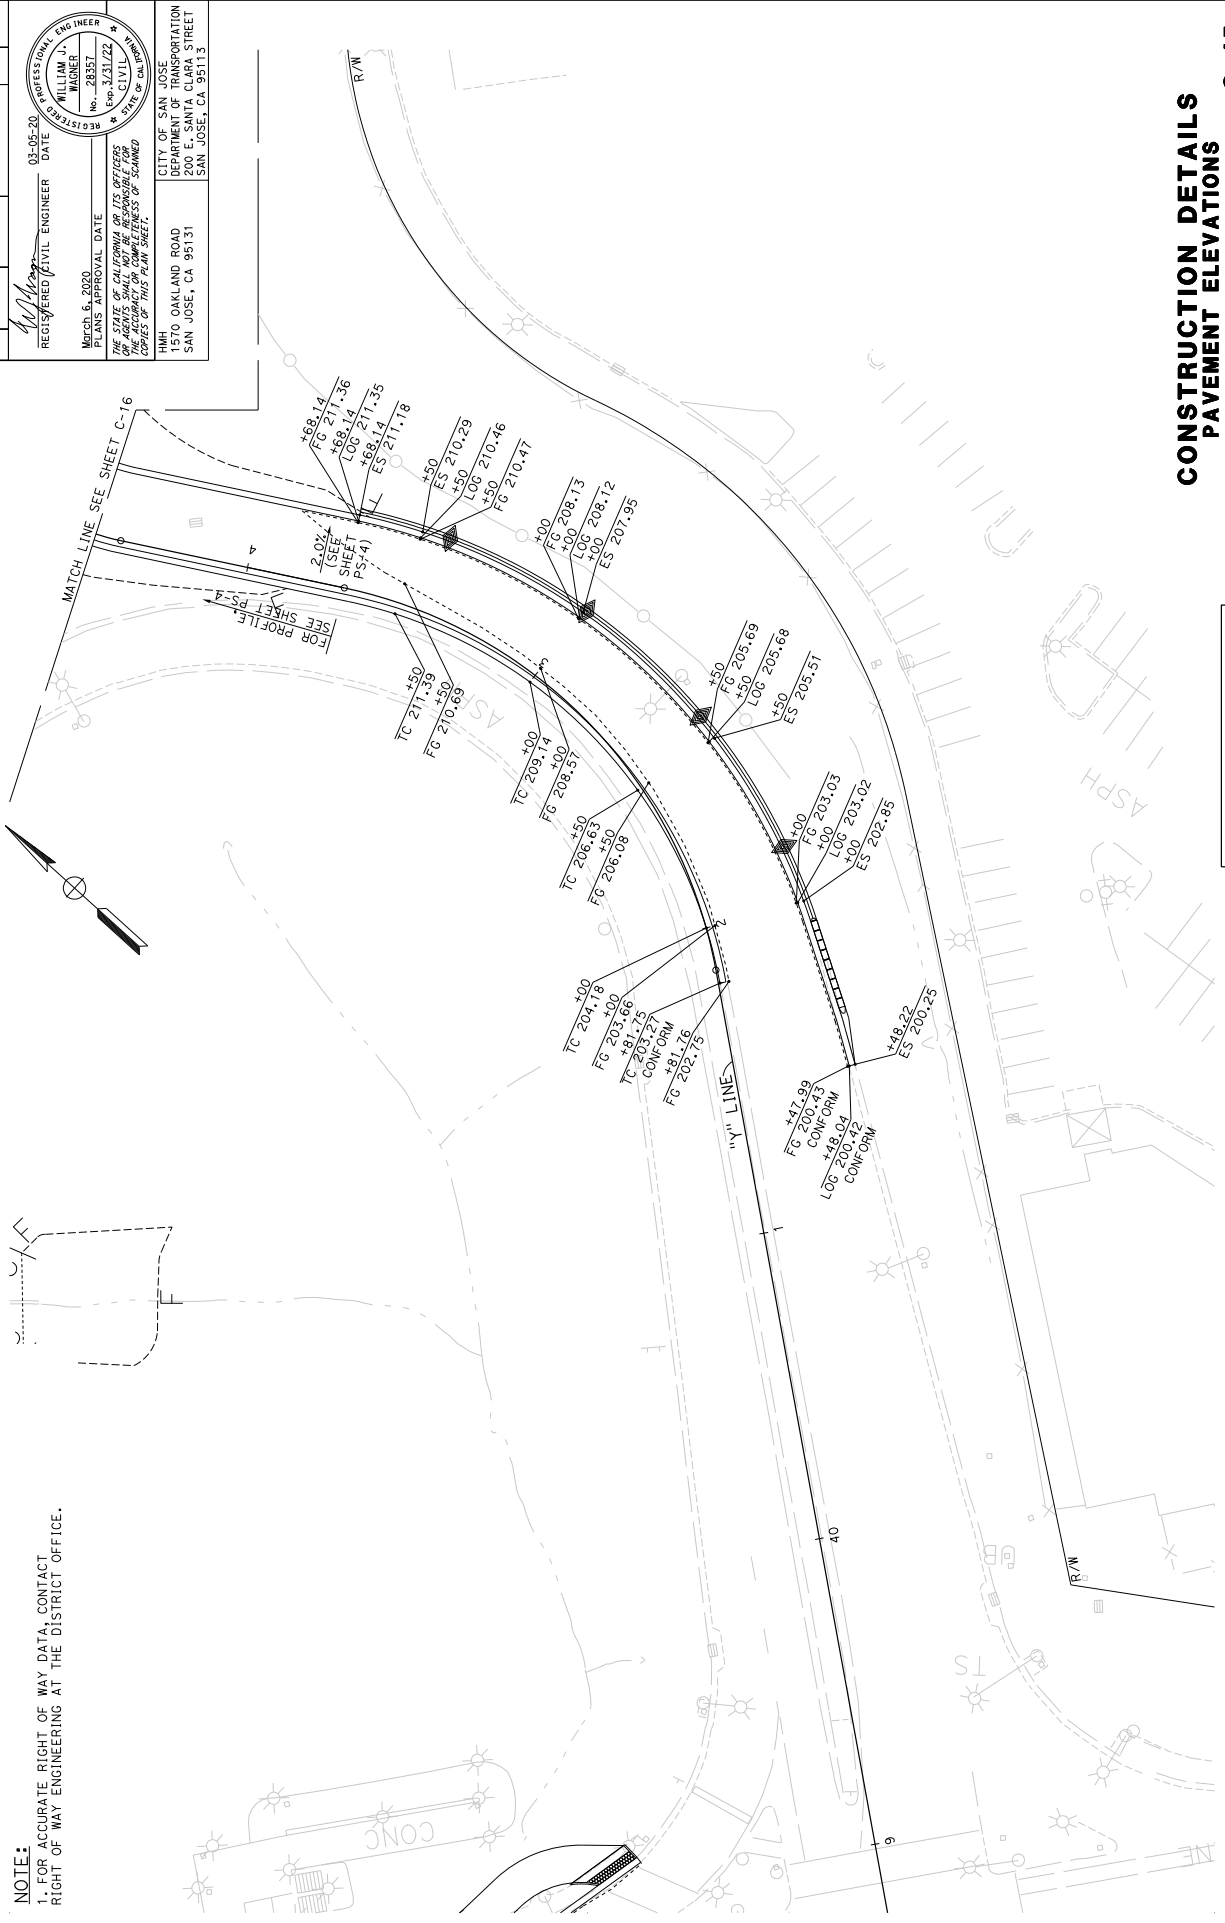 NOTE:
1. FOR ACCURATE RIGHT OF WAY DATA, CONTACT
RIGHT OF WAY ENGINEERING AT THE DISTRICT OFFICE.
REGISTERED CIVIL ENGINEER
03-05-20
DATE
March 6, 2020
PLANS APPROVAL DATE
THE STATE OF CALIFORNIA OR ITS OFFICERS
OR AGENTS SHALL NOT BE RESPONSIBLE FOR
THE ACCURACY OR COMPLETENESS OF SCANNED
COPIES OF THIS PLAN SHEET.
REGISTERED PROFESSIONAL ENGINEER
WILLIAM J.
WAGNER
No. 28357
Exp. 3/31/22
CIVIL
STATE OF CALIFORNIA
HMH
1570 OAKLAND ROAD
SAN JOSE, CA 95131
CITY OF SAN JOSE
DEPARTMENT OF TRANSPORTATION
200 E. SANTA CLARA STREET
SAN JOSE, CA 95113
MATCH LINE SEE SHEET C-16
R/W
+68.14
FG 211.36
+68.14
LOG 211.35
+68.14
ES 211.18
+50
ES 210.29
+50
LOG 210.46
+50
FG 210.47
+00
FG 208.13
+00
LOG 208.12
+00
ES 207.95
+50
FG 205.69
+50
LOG 205.68
+50
ES 205.51
+00
FG 203.03
+00
LOG 203.02
+00
ES 202.85
+48.22
ES 200.25
+47.99
FG 200.43
CONFORM
+48.04
LOG 200.42
CONFORM
2.0%
(SEE
SHEET
PS-4)
4
FOR PROFILE,
SEE SHEET PS-4
+50
TC 211.39
+50
FG 210.69
+00
TC 209.14
+00
FG 208.57
+50
TC 206.63
+50
FG 206.08
+00
TC 204.18
+00
FG 203.66
+81.75
TC 203.27
CONFORM
+81.76
FG 202.75
3
2
"Y" LINE
1
40
9
R/W
ASPH
ASPH
CONC
TS
GB
CONSTRUCTION DETAILS
PAVEMENT ELEVATIONS